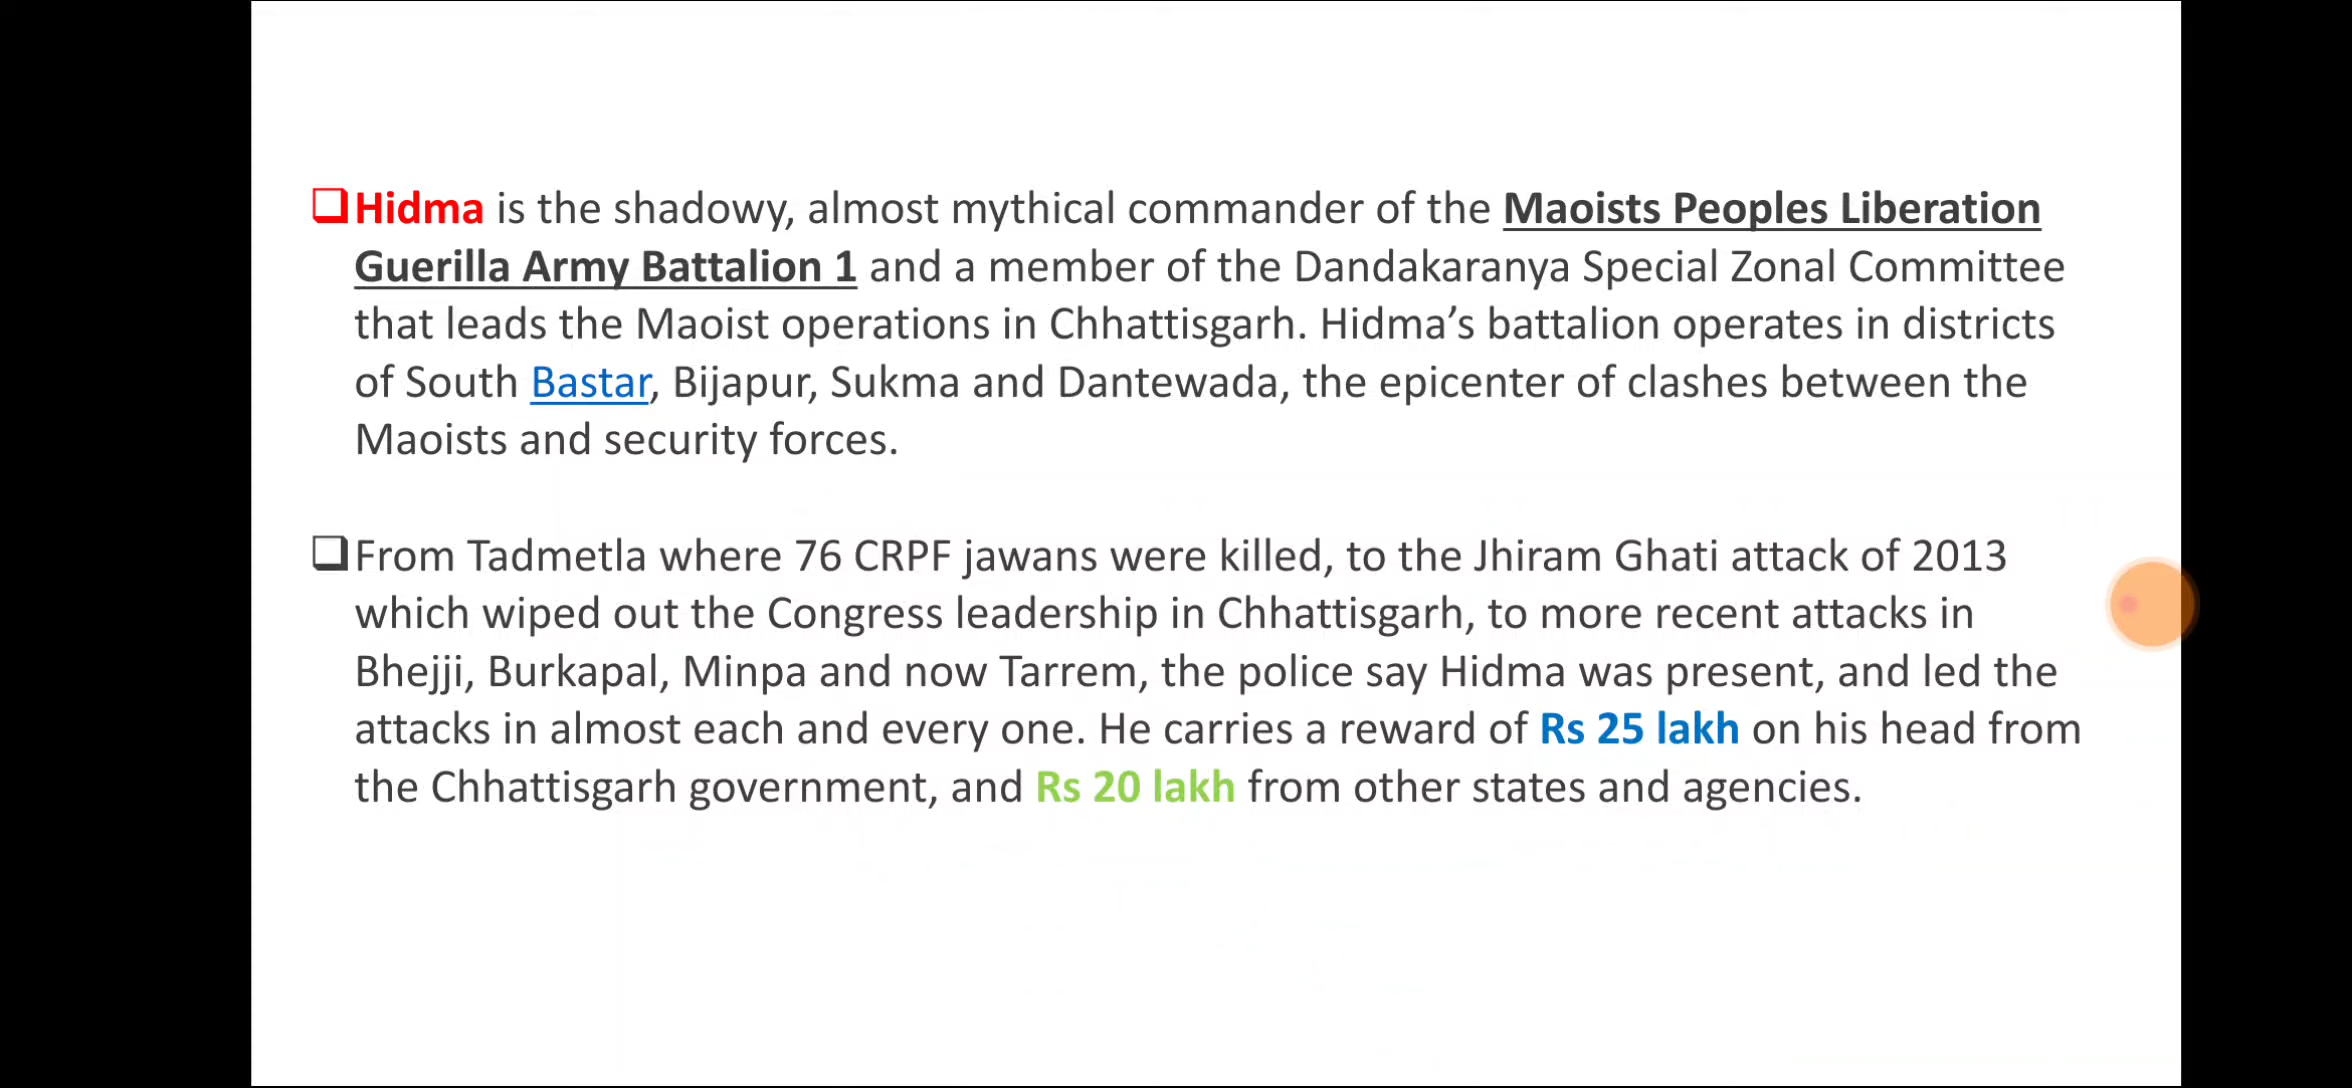 Hidma is the shadowy, almost mythical commander of the Maoists Peoples Liberation
Guerilla Army Battalion 1 and a member of the Dandakaranya Special Zonal Committee
that leads the Maoist operations in Chhattisgarh. Hidma’s battalion operates in districts
of South Bastar, Bijapur, Sukma and Dantewada, the epicenter of clashes between the
Maoists and security forces.
From Tadmetla where 76 CRPF jawans were killed, to the Jhiram Ghati attack of 2013
which wiped out the Congress leadership in Chhattisgarh, to more recent attacks in
Bhejji, Burkapal, Minpa and now Tarrem, the police say Hidma was present, and led the
attacks in almost each and every one. He carries a reward of Rs 25 lakh on his head from
the Chhattisgarh government, and Rs 20 lakh from other states and agencies.